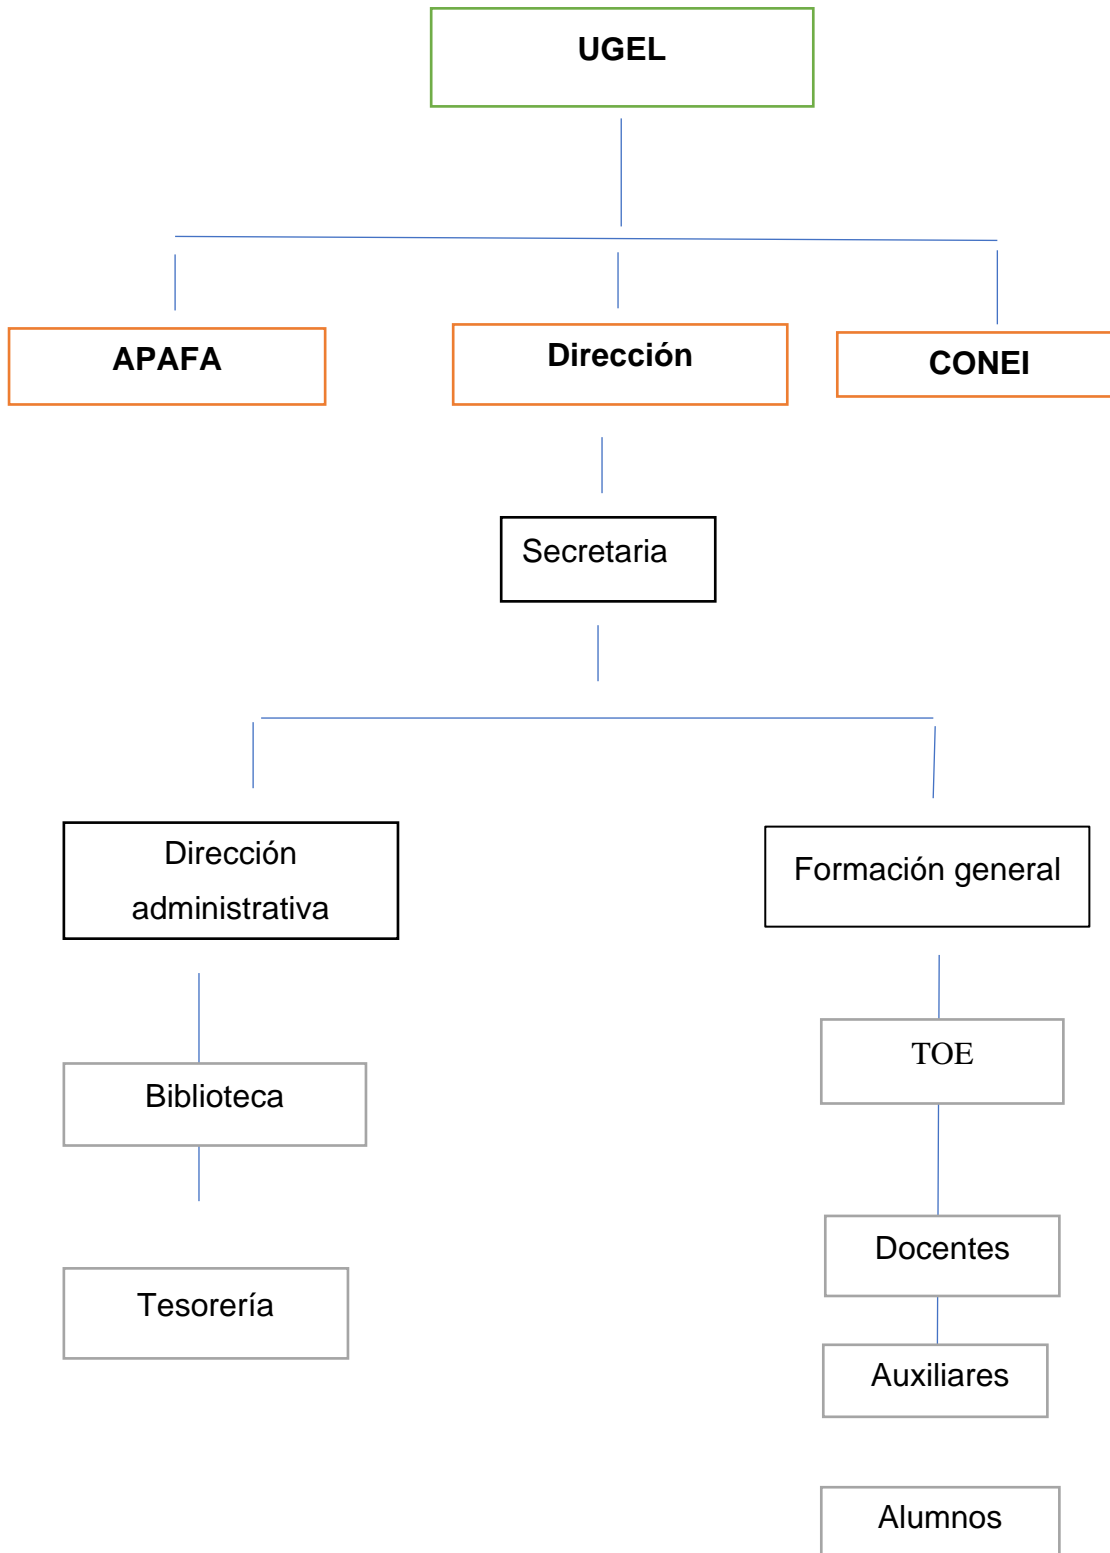 UGEL
APAFA
Dirección
CONEI
Secretaria
Dirección
administrativa
Formación general
TOE
Biblioteca
Docentes
Tesorería
Auxiliares
Alumnos